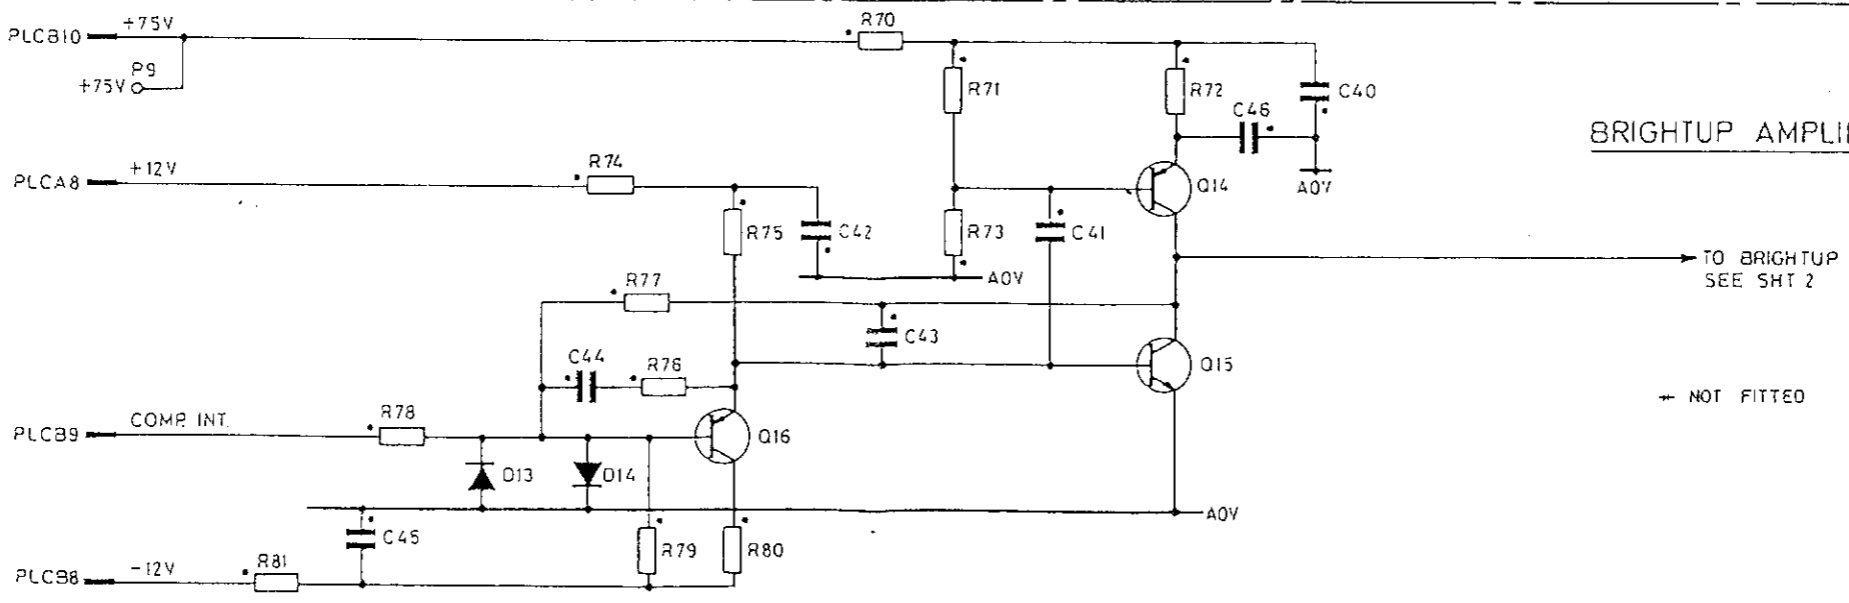 PLCB10 +75V
R70
P9
+75V
R71
R72
C40
C46
BRIGHTUP
PLCA8 +12V
R74
Q14
A0V
R75
C42
R73
C41
A0V
TO BRIGHTUP
SEE SHT 2
R77
C43
C44
R76
Q15
NOT FITTED
PLCB9 COMP. INT.
R78
Q16
D13
D14
A0V
C45
R79
R80
PLCB8 -12V
R81